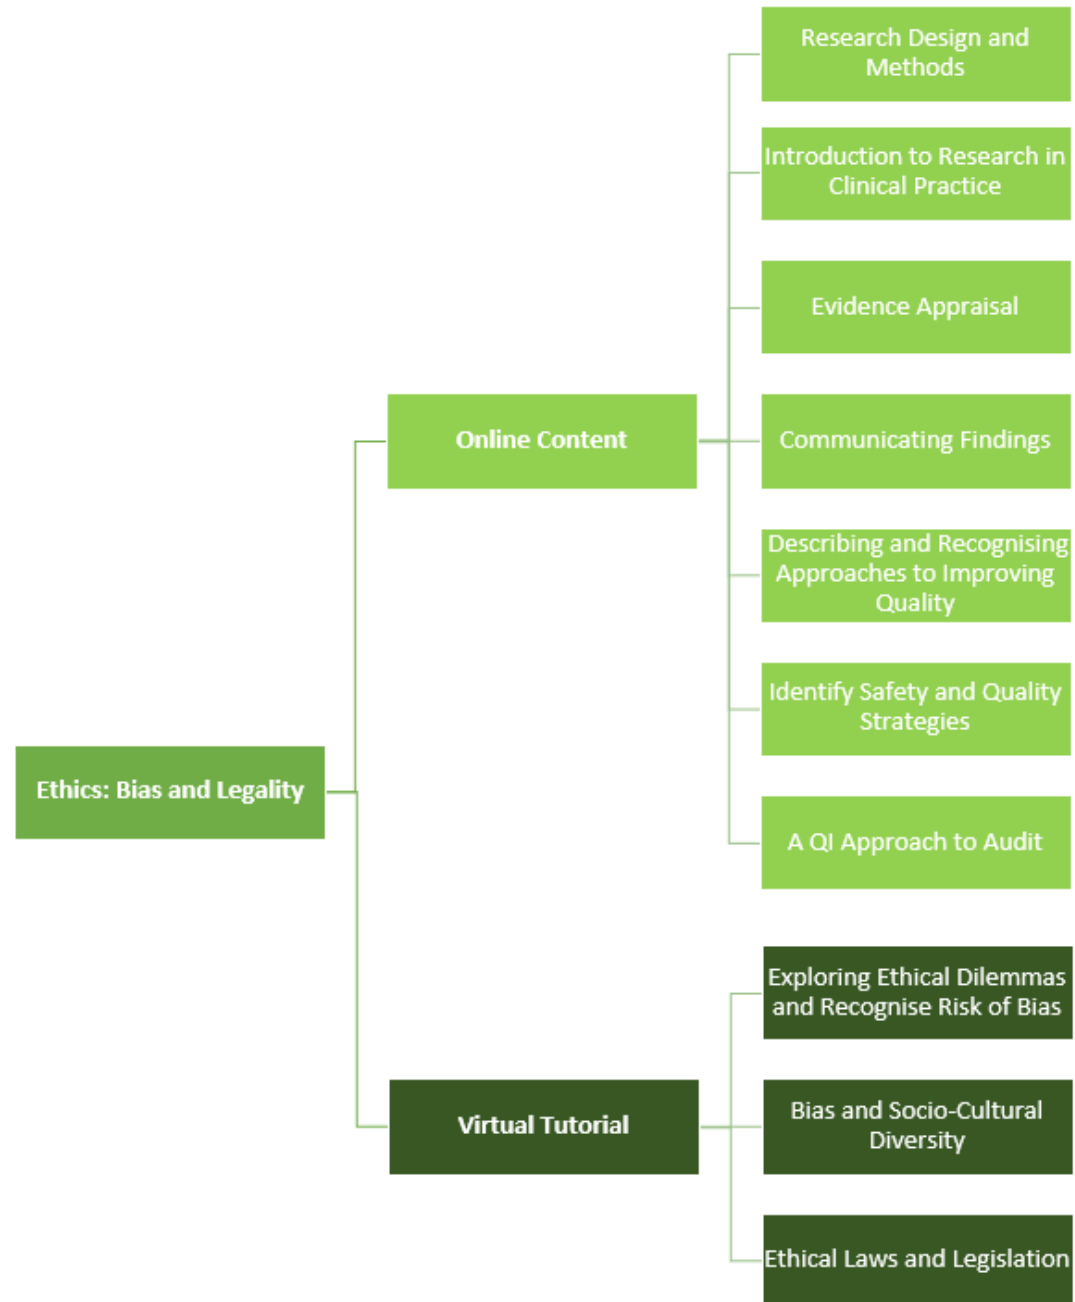 Research Design and
Methods
Introduction to Research in
Clinical Practice
Evidence Appraisal
Online Content
Communicating Findings
Describing and Recognising
Approaches to Improving
Quality
Identify Safety and Quality
Strategies
Ethics: Bias and Legality
A QI Approach to Audit
Exploring Ethical Dilemmas
and Recognise Risk of Bias
Virtual Tutorial
Bias and Socio-Cultural
Diversity
Ethical Laws and Legislation